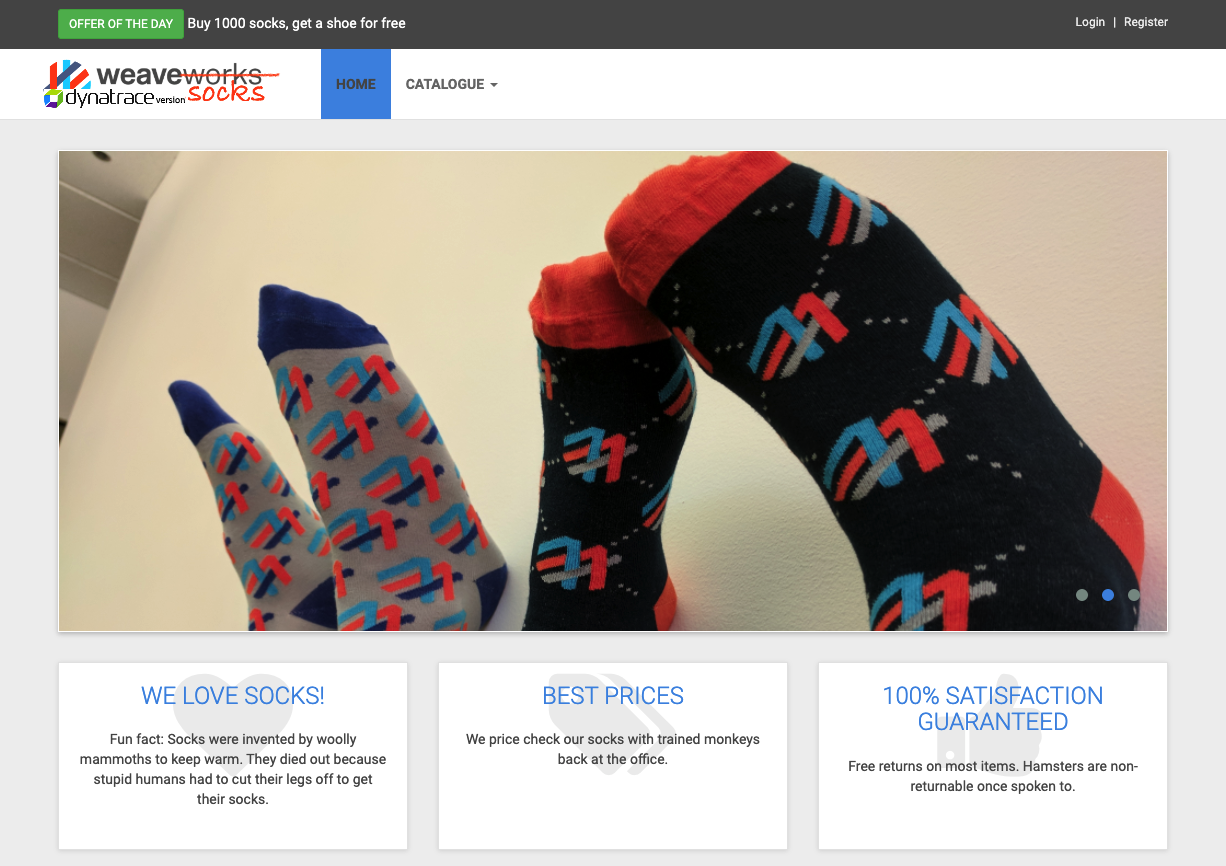 OFFER OF THE DAY Buy 1000 socks, get a shoe for free
Login | Register
weaveworks
socks
dynatrace version
HOME CATALOGUE
WE LOVE SOCKS!
Fun fact: Socks were invented by woolly
mammoths to keep warm. They died out because
stupid humans had to cut their legs off to get
their socks.
BEST PRICES
We price check our socks with trained monkeys
back at the office.
100% SATISFACTION
GUARANTEED
Free returns on most items. Hamsters are non-
returnable once spoken to.